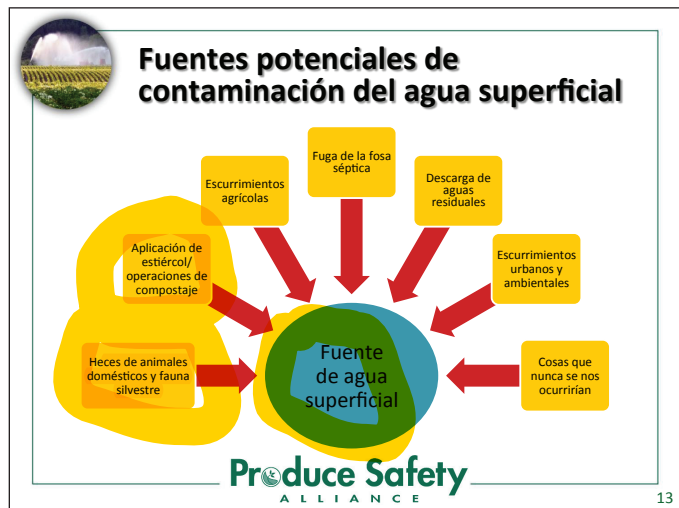 Fuentes potenciales de
contaminación del agua superficial
Fuga de la fosa
séptica
Escurrimientos
agrícolas
Descarga de
aguas
residuales
Aplicación de
estiércol/
operaciones de
compostaje
Escurrimientos
urbanos y
ambientales
Heces de animales
domésticos y fauna
silvestre
Fuente
de agua
superficial
Cosas que
nunca se nos
ocurrirían
Produce Safety
ALLIANCE
13